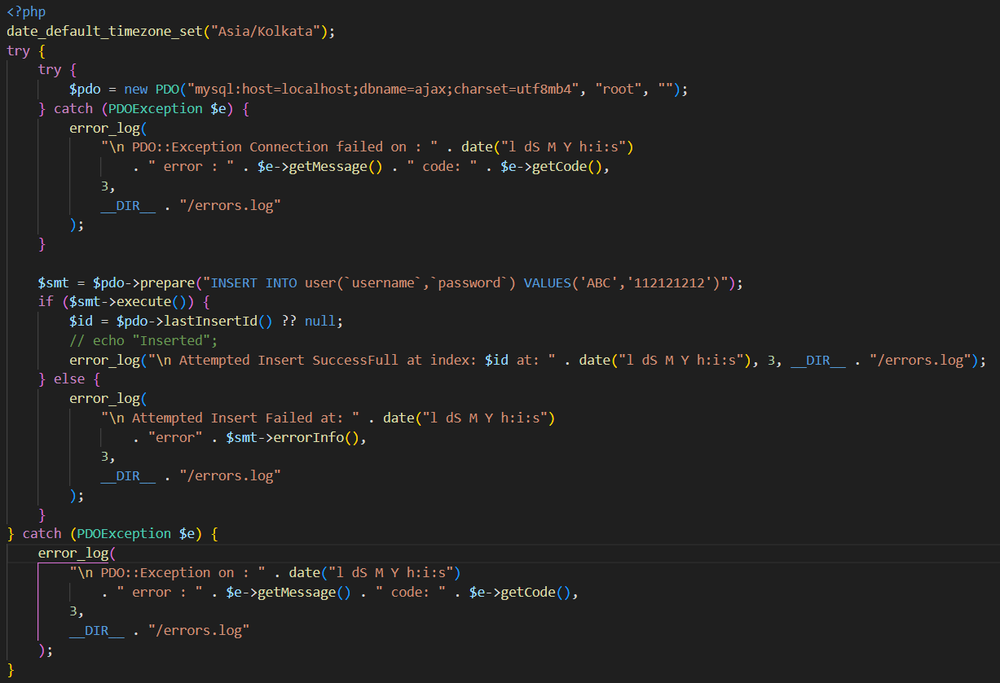 <?php
date_default_timezone_set("Asia/Kolkata");
try {
    try {
        $pdo = new PDO("mysql:host=localhost;dbname=ajax;charset=utf8mb4", "root", "");
    } catch (PDOException $e) {
        error_log(
            "\n PDO::Exception Connection failed on : " . date("l dS M Y h:i:s")
                . " error : " . $e->getMessage() . " code: " . $e->getCode(),
            3,
            __DIR__ . "/errors.log"
        );
    }

    $smt = $pdo->prepare("INSERT INTO user(`username`,`password`) VALUES('ABC','112121212')");
    if ($smt->execute()) {
        $id = $pdo->lastInsertId() ?? null;
        // echo "Inserted";
        error_log("\n Attempted Insert SuccessFull at index: $id at: " . date("l dS M Y h:i:s"), 3, __DIR__ . "/errors.log");
    } else {
        error_log(
            "\n Attempted Insert Failed at: " . date("l dS M Y h:i:s")
                . "error" . $smt->errorInfo(),
            3,
            __DIR__ . "/errors.log"
        );
    }
} catch (PDOException $e) {
    error_log(
        "\n PDO::Exception on : " . date("l dS M Y h:i:s")
            . " error : " . $e->getMessage() . " code: " . $e->getCode(),
        3,
        __DIR__ . "/errors.log"
    );
}